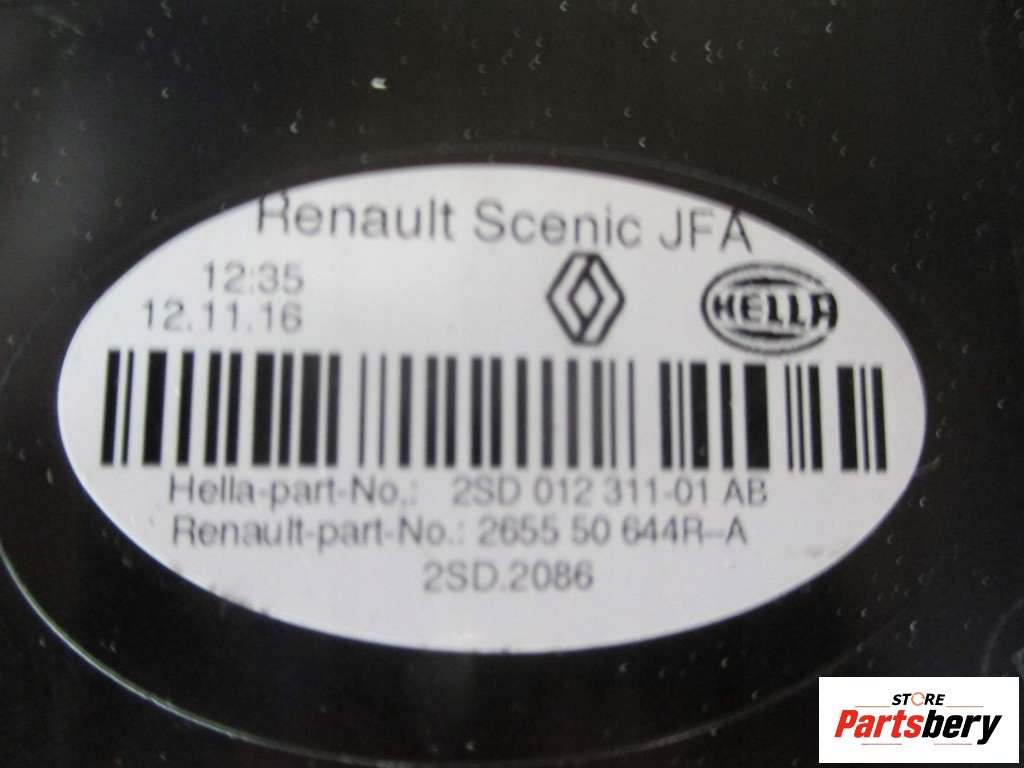 Renault Scenic JFA
12:35
12.11.16
HELLA
Hella-part-No.: 2SD 012 311-01 AB
Renault-part-No.: 2655 50 644R--A
2SD.2086
STORE
Partsbery